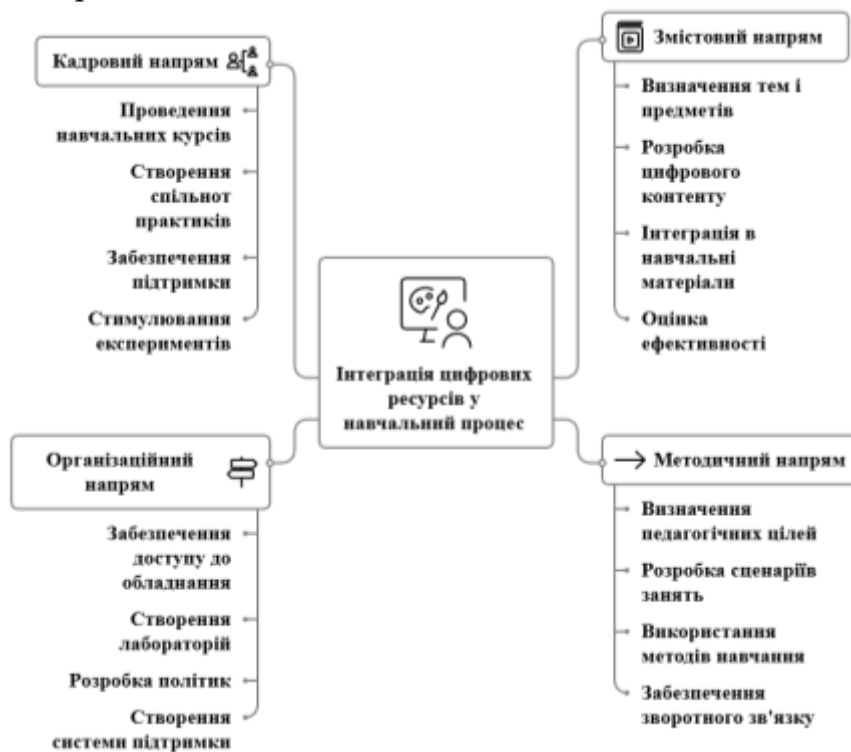 Кадровий напрям
Проведення
навчальних курсів
Створення
спільнот
практиків
Забезпечення
підтримки
Стимулювання
експериментів
Змістовий напрям
Визначення тем і
предметів
Розробка
цифрового
контенту
Інтеграція в
навчальні
матеріали
Оцінка
ефективності
Інтеграція цифрових
ресурсів у
навчальний процес
Організаційний
напрям
Забезпечення
доступу до
обладнання
Створення
лабораторій
Розробка політик
Створення
системи підтримки
Методичний напрям
Визначення
педагогічних цілей
Розробка сценаріїв
занять
Використання
методів навчання
Забезпечення
зворотного зв'язку